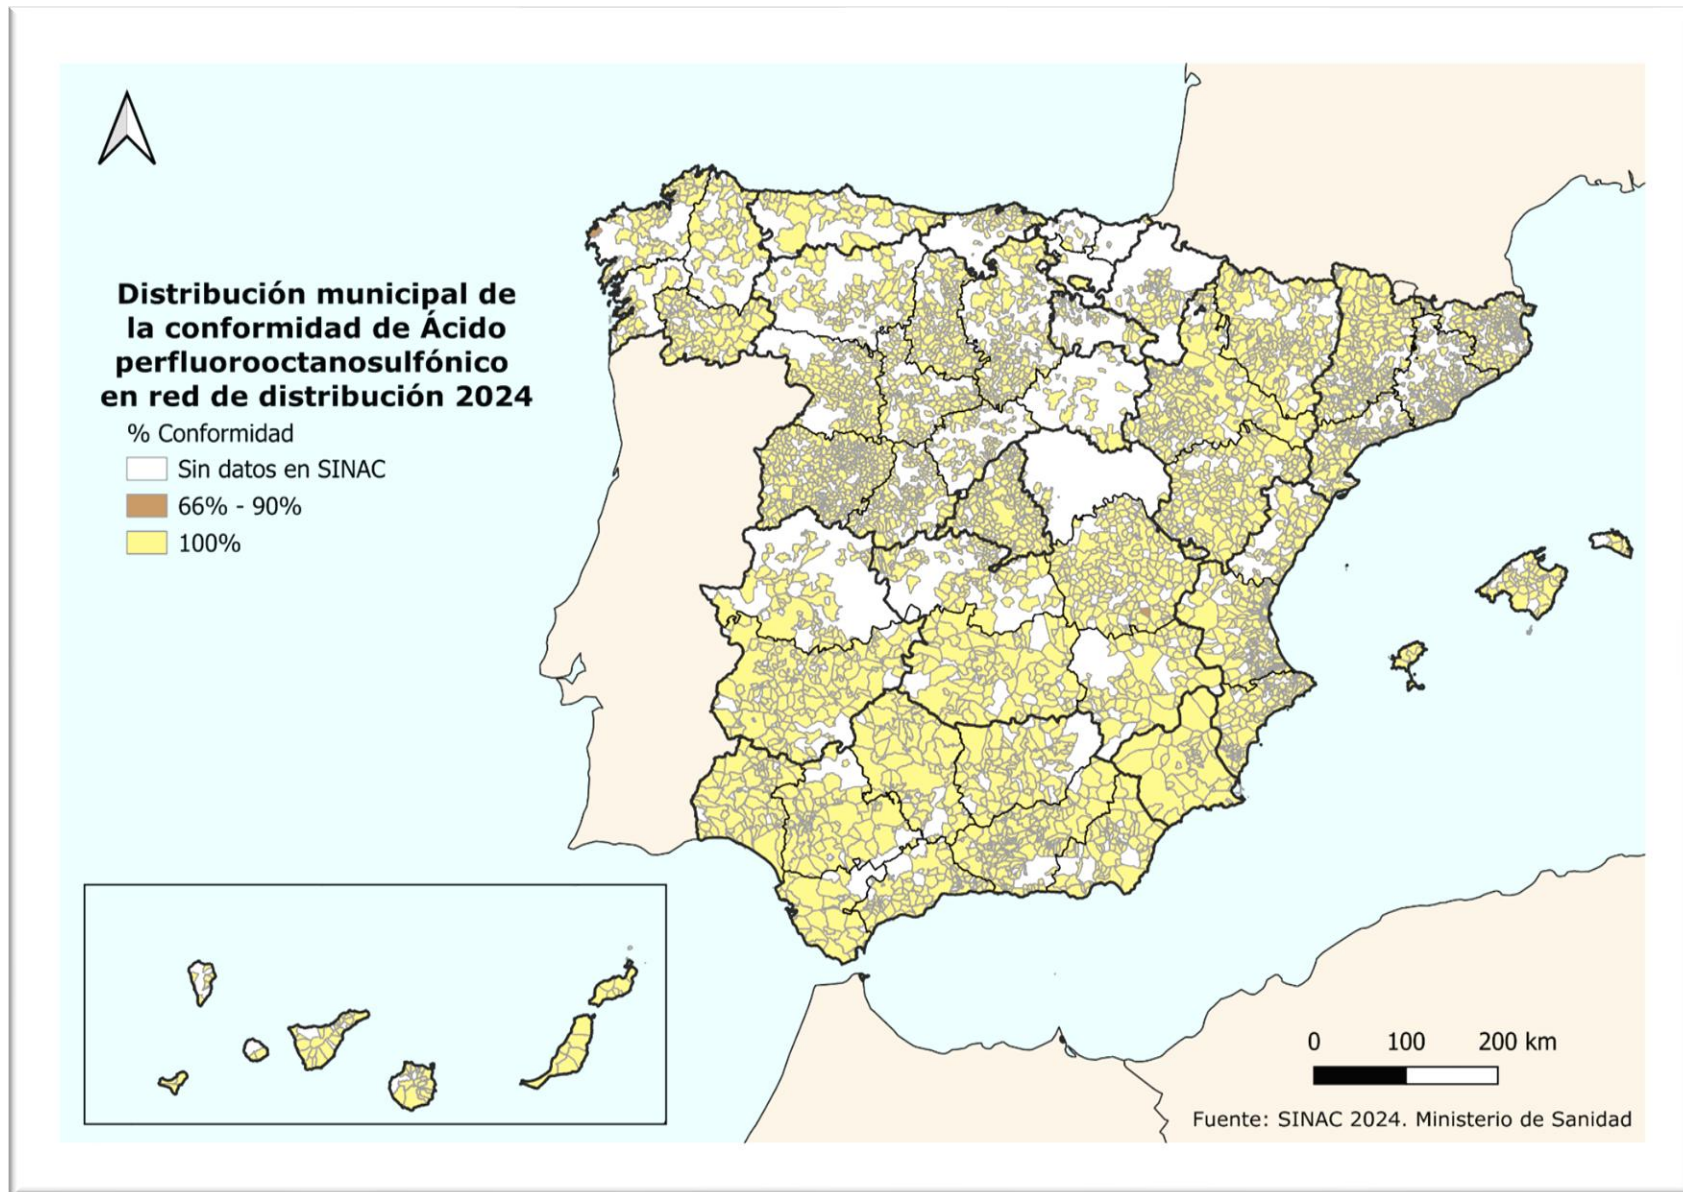 Distribución municipal de
la conformidad de Ácido
perfluorooctanosulfónico
en red de distribución 2024
% Conformidad
Sin datos en SINAC
66% - 90%
100%
0 100 200 km
Fuente: SINAC 2024. Ministerio de Sanidad